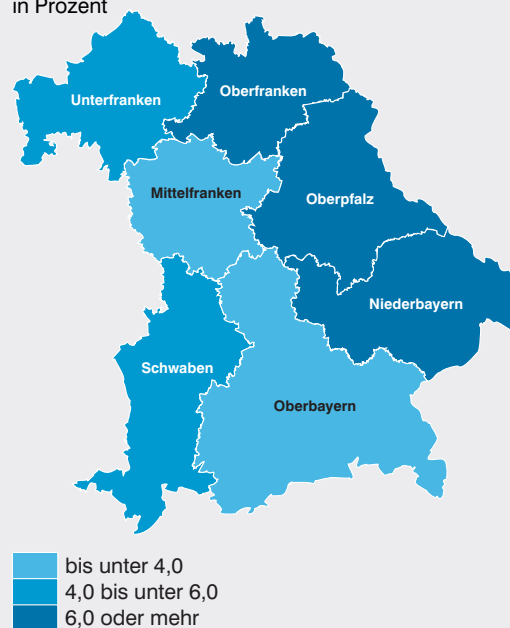 in Prozent
Unterfranken
Oberfranken
Mittelfranken
Oberpfalz
Niederbayern
Schwaben
Oberbayern
bis unter 4,0
4,0 bis unter 6,0
6,0 oder mehr